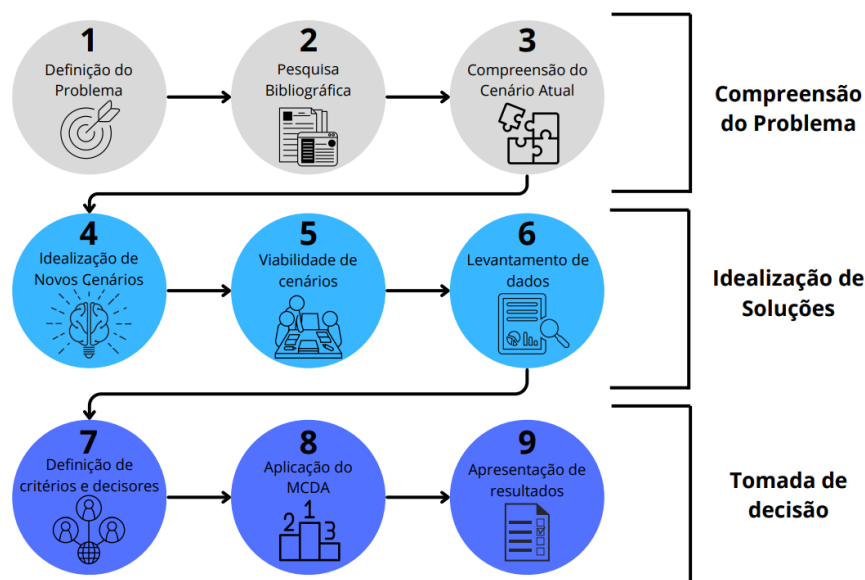 1
Definição do
Problema
2
Pesquisa
Bibliográfica
3
Compreensão do
Cenário Atual
Compreensão
do Problema
4
Idealização de
Novos Cenários
5
Viabilidade de
cenários
6
Levantamento de
dados
Idealização de
Soluções
7
Definição de
critérios e decisores
8
Aplicação do
MCDA
2 1 3
9
Apresentação de
resultados
Tomada de
decisão